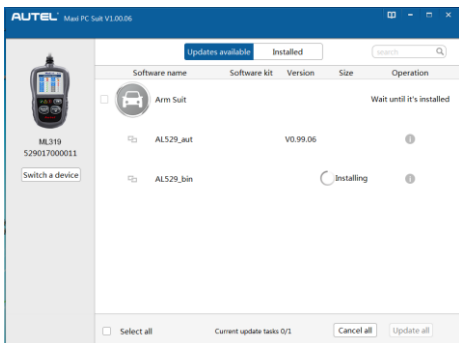 AUTEL Maxi PC Suit V1.00.06
Updates available Installed search
Software name Software kit Version Size Operation
Arm Suit Wait until it's installed
AL529_aut V0.99.06
ML319
529017000011
Switch a device
AL529_bin Installing
Select all Current update tasks 0/1 Cancel all Update all